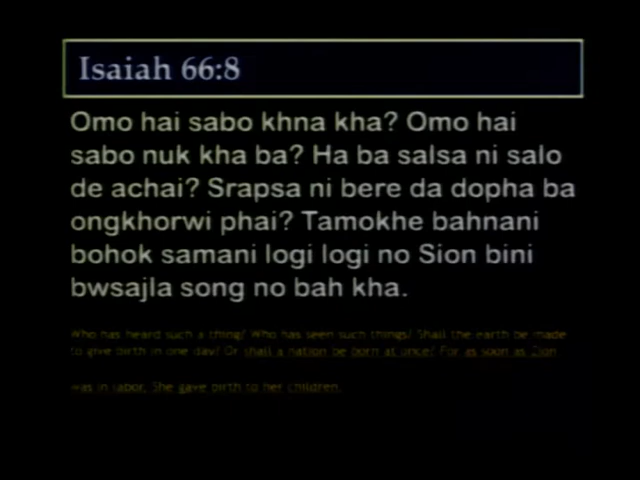 Isaiah 66:8
Omo hai sabo khna kha? Omo hai
sabo nuk kha ba? Ha ba salsa ni salo
de achai? Srapsa ni bere da dopha ba
ongkhorwi phai? Tamokhe bahnani
bohok samani logi logi no Sion bini
bwsajla song no bah kha.
Who has heard such a thing? Who has seen such things? Shall the earth be made
to give birth in one day? Or shall a nation be born at once? For as soon as Zion
was in labor, She gave birth to her children.